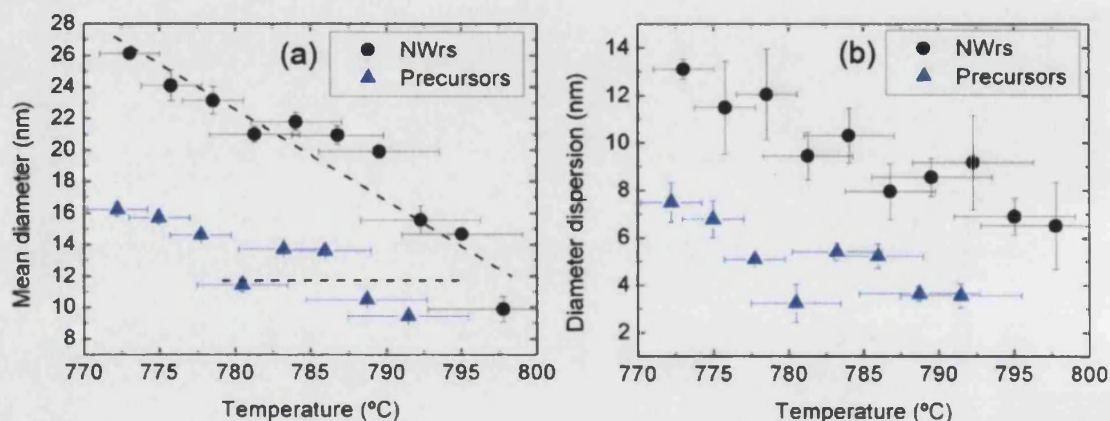 (a)
NWrs
Precursors
Mean diameter (nm)
28
26
24
22
20
18
16
14
12
10
8
770 775 780 785 790 795 800
Temperature (ºC)
(b)
NWrs
Precursors
Diameter dispersion (nm)
14
12
10
8
6
4
2
770 775 780 785 790 795 800
Temperature (ºC)